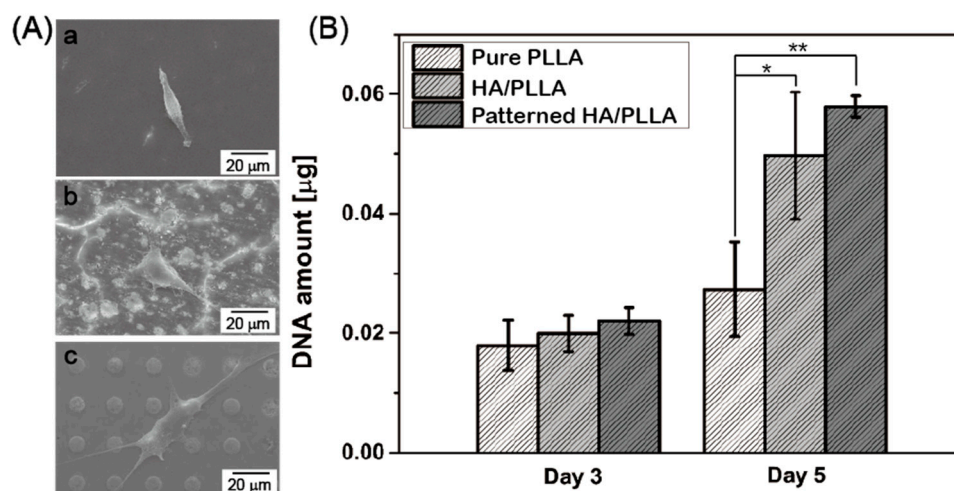 (A)
a
20 µm
b
20 µm
c
20 µm
(B)
Pure PLLA
HA/PLLA
Patterned HA/PLLA
**
*
DNA amount [µg]
0.06
0.04
0.02
0.00
Day 3
Day 5